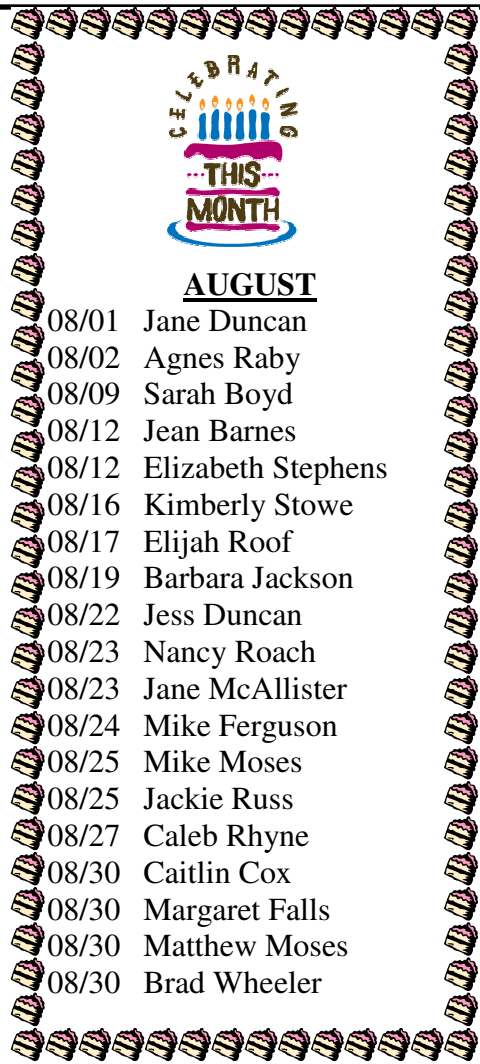 CELEBRATING
THIS
MONTH
AUGUST
08/01 Jane Duncan
08/02 Agnes Raby
08/09 Sarah Boyd
08/12 Jean Barnes
08/12 Elizabeth Stephens
08/16 Kimberly Stowe
08/17 Elijah Roof
08/19 Barbara Jackson
08/22 Jess Duncan
08/23 Nancy Roach
08/23 Jane McAllister
08/24 Mike Ferguson
08/25 Mike Moses
08/25 Jackie Russ
08/27 Caleb Rhyne
08/30 Caitlin Cox
08/30 Margaret Falls
08/30 Matthew Moses
08/30 Brad Wheeler